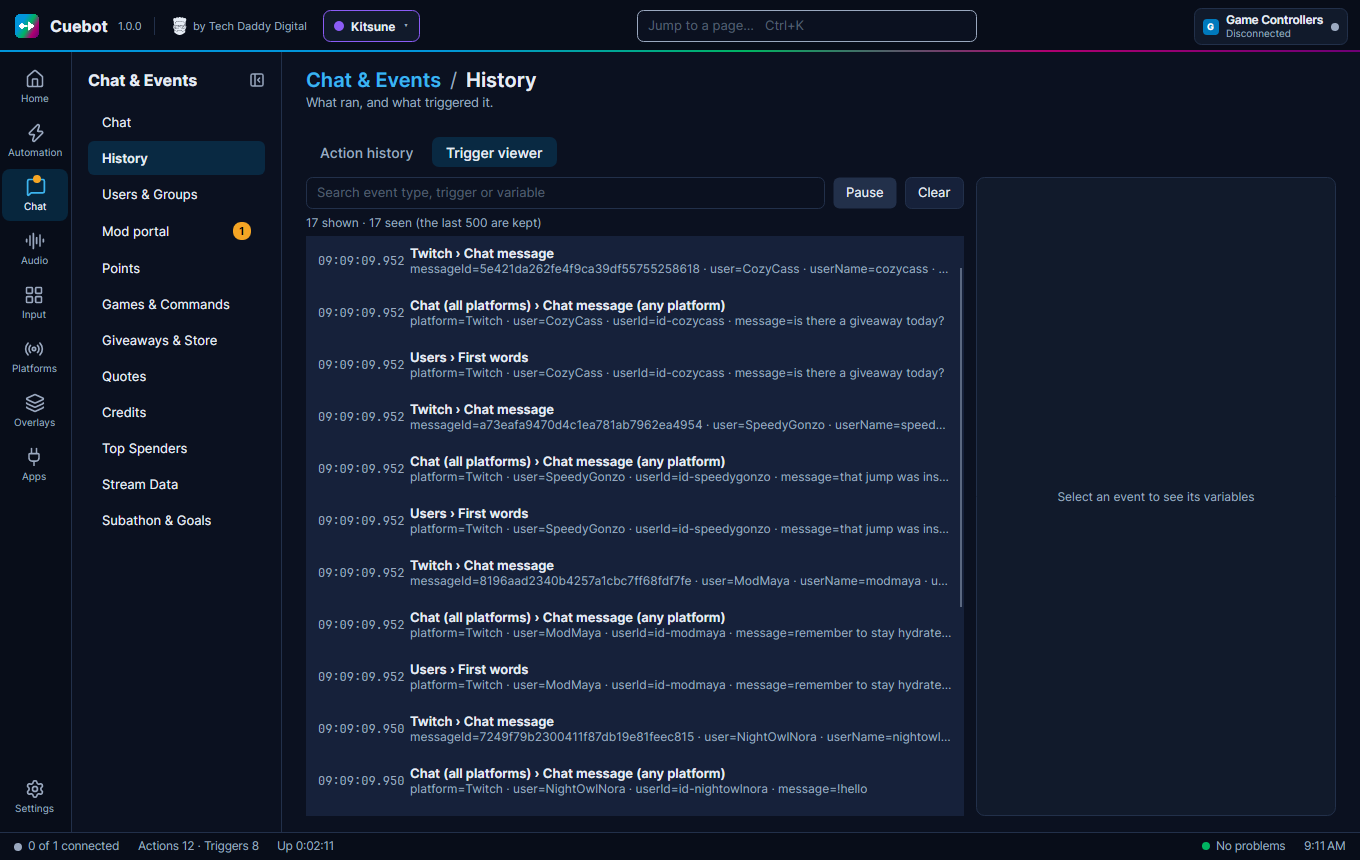 Cuebot 1.0.0 by Tech Daddy Digital Kitsune
Jump to a page... Ctrl+K
G Game Controllers
Disconnected
Home
Automation
Chat
Audio
Input
Platforms
Overlays
Apps
Settings
Chat & Events
Chat
History
Users & Groups
Mod portal 1
Points
Games & Commands
Giveaways & Store
Quotes
Credits
Top Spenders
Stream Data
Subathon & Goals
Chat & Events / History
What ran, and what triggered it.
Action history Trigger viewer
Search event type, trigger or variable Pause Clear
17 shown · 17 seen (the last 500 are kept)
09:09:09.952 Twitch › Chat message
messageId=5e421da262fe4f9ca39df55755258618 · user=CozyCass · userName=cozycass · ...
09:09:09.952 Chat (all platforms) › Chat message (any platform)
platform=Twitch · user=CozyCass · userId=id-cozycass · message=is there a giveaway today?
09:09:09.952 Users › First words
platform=Twitch · user=CozyCass · userId=id-cozycass · message=is there a giveaway today?
09:09:09.952 Twitch › Chat message
messageId=a73eafa9470d4c1ea781ab7962ea4954 · user=SpeedyGonzo · userName=speed...
09:09:09.952 Chat (all platforms) › Chat message (any platform)
platform=Twitch · user=SpeedyGonzo · userId=id-speedygonzo · message=that jump was ins...
09:09:09.952 Users › First words
platform=Twitch · user=SpeedyGonzo · userId=id-speedygonzo · message=that jump was ins...
09:09:09.952 Twitch › Chat message
messageId=8196aad2340b4257a1cbc7ff68fdf7fe · user=ModMaya · userName=modmaya · u...
09:09:09.952 Chat (all platforms) › Chat message (any platform)
platform=Twitch · user=ModMaya · userId=id-modmaya · message=remember to stay hydrate...
09:09:09.952 Users › First words
platform=Twitch · user=ModMaya · userId=id-modmaya · message=remember to stay hydrate...
09:09:09.950 Twitch › Chat message
messageId=7249f79b2300411f87db19e81feec815 · user=NightOwlNora · userName=nightowl...
09:09:09.950 Chat (all platforms) › Chat message (any platform)
platform=Twitch · user=NightOwlNora · userId=id-nightowlnora · message=!hello
Select an event to see its variables
0 of 1 connected Actions 12 · Triggers 8 Up 0:02:11
No problems 9:11 AM